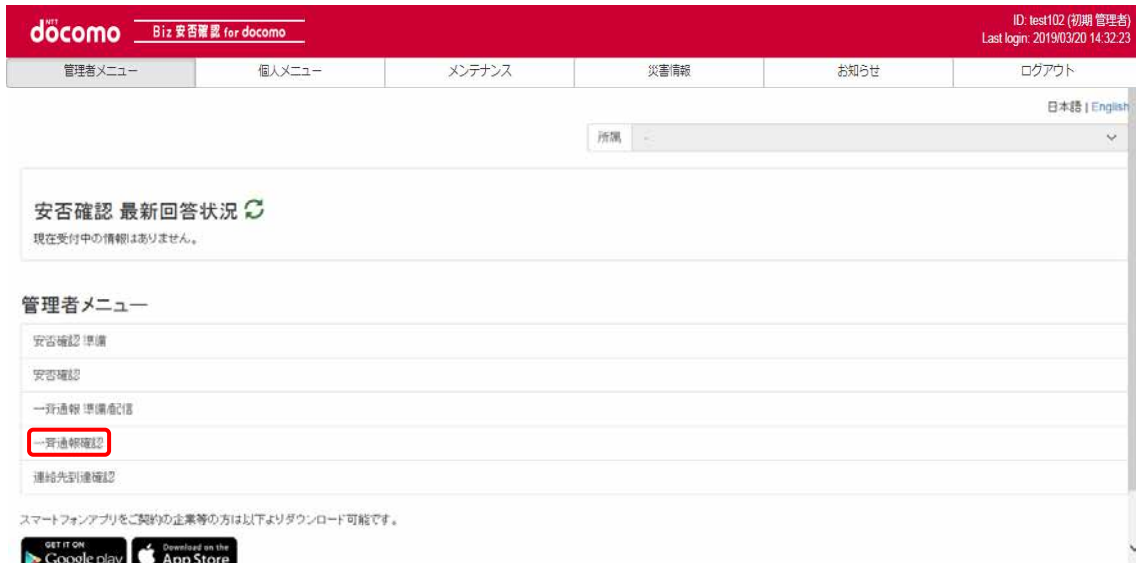 NTT
döcomo Biz 安否確認 for docomo
ID: test102 (初期 管理者)
Last login: 2019/03/20 14:32:23
管理者メニュー 個人メニュー メンテナンス 災害情報 お知らせ ログアウト
日本語 | English
所属 -
安否確認 最新回答状況
現在受付中の情報はありません。
管理者メニュー
安否確認 準備
安否確認
一斉通報 準備/配信
一斉通報確認
連絡先到達確認
スマートフォンアプリをご契約の企業等の方は以下よりダウンロード可能です。
GET IT ON
Google play
Download on the
App Store